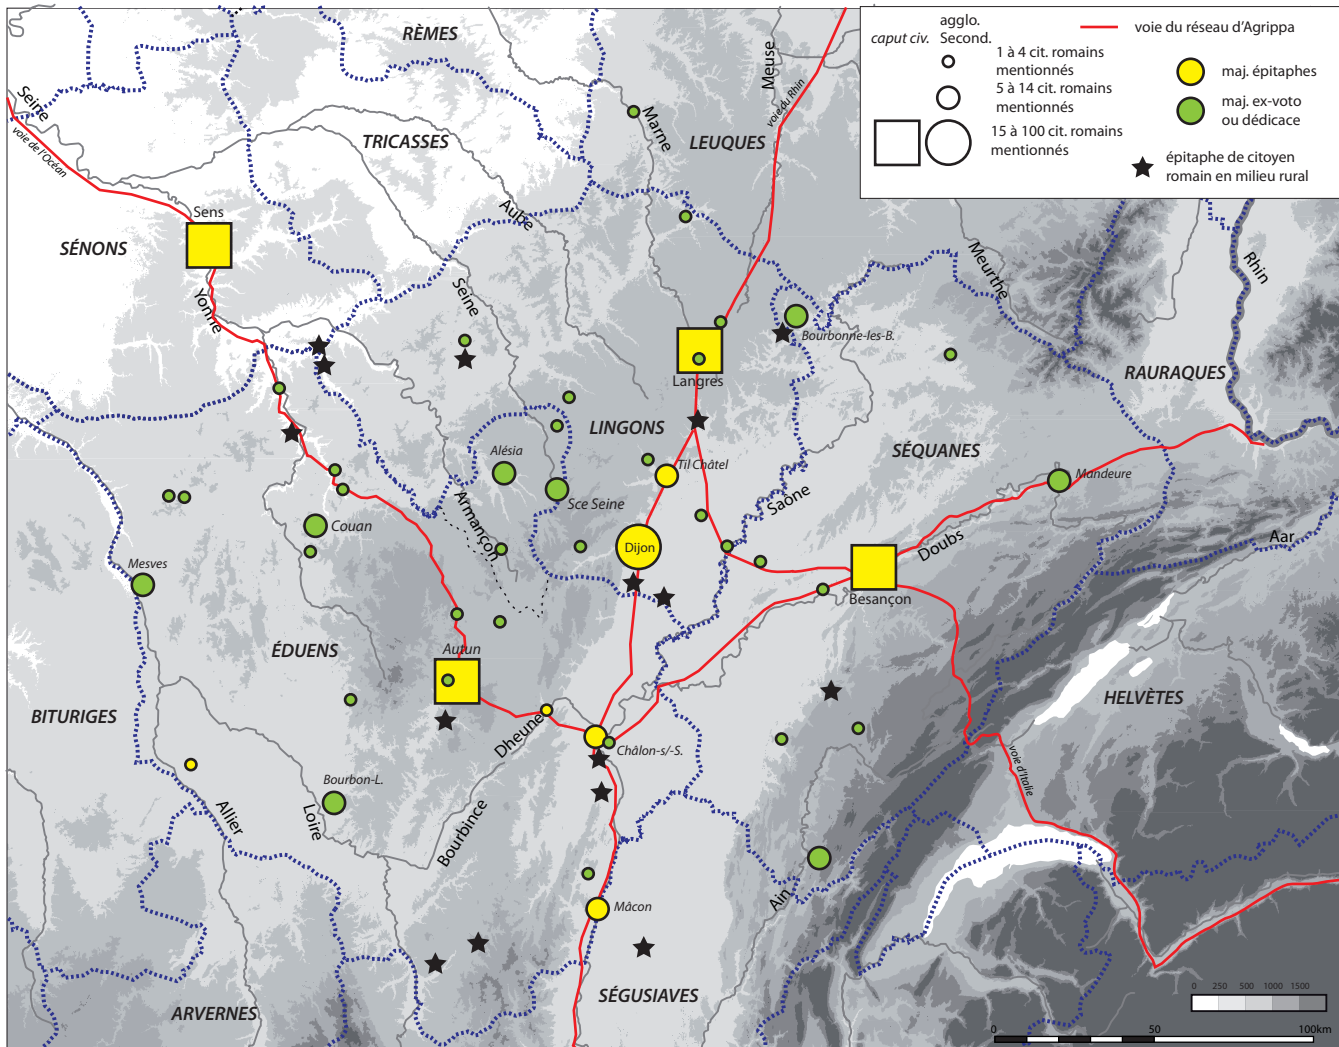 RÈMES
TRICASSES
LEUQUES
Meuse
voie du Rhin
Marne
Seine
voie de l'Océan
Sens
SÉNONS
Yonne
Aube
Seine
Meurthe
Rhin
caput civ.
agglo.
Second.
1 à 4 cit. romains
mentionnés
5 à 14 cit. romains
mentionnés
15 à 100 cit. romains
mentionnés
voie du réseau d'Agrippa
maj. épitaphes
maj. ex-voto
ou dédicace
épitaphe de citoyen
romain en milieu rural
Bourbonne-les-B.
Langres
RAURAQUES
LINGONS
SÉQUANES
Alésia
Sce Seine
Til Châtel
Mandeure
Armançon
Saône
Couan
Dijon
Doubs
Aar
Mesves
Besançon
ÉDUENS
Autun
HELVÈTES
BITURIGES
Dheune
Châlon-s/-S.
voie d'Italie
Bourbon-L.
Allier
Loire
Bourbince
Ain
Mâcon
SÉGUSIAVES
ARVERNES
0 250 500 1000 1500
0 50 100km